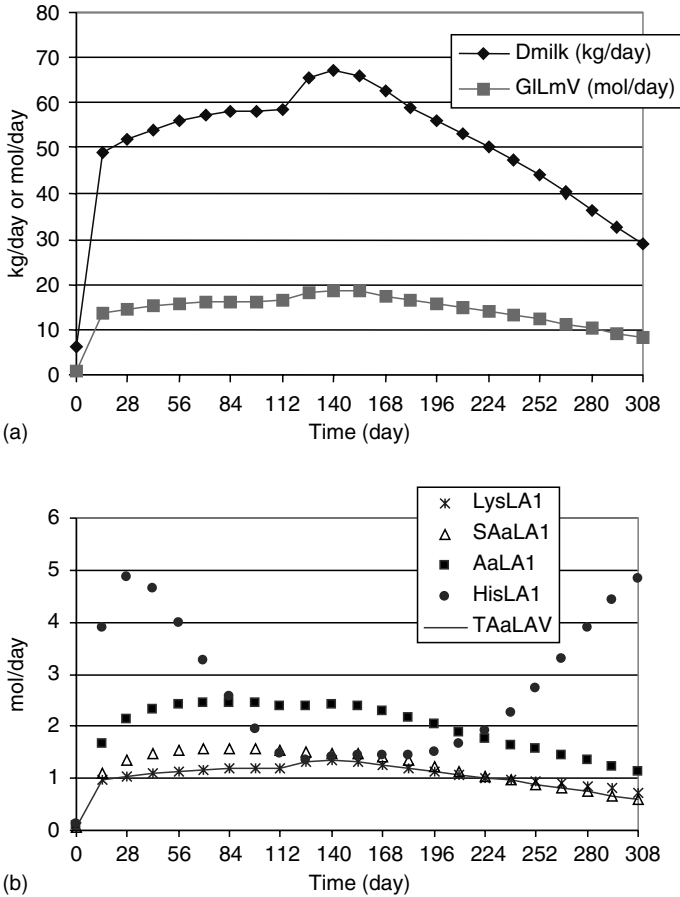 80
70
60
50
40
30
20
10
0
kg/day or mol/day
Dmilk (kg/day)
GlLmV (mol/day)
0 28 56 84 112 140 168 196 224 252 280 308
(a)
Time (day)
6
5
4
3
2
1
0
mol/day
LysLA1
SAaLA1
AaLA1
HisLA1
TAaLAV
0 28 56 84 112 140 168 196 224 252 280 308
(b)
Time (day)